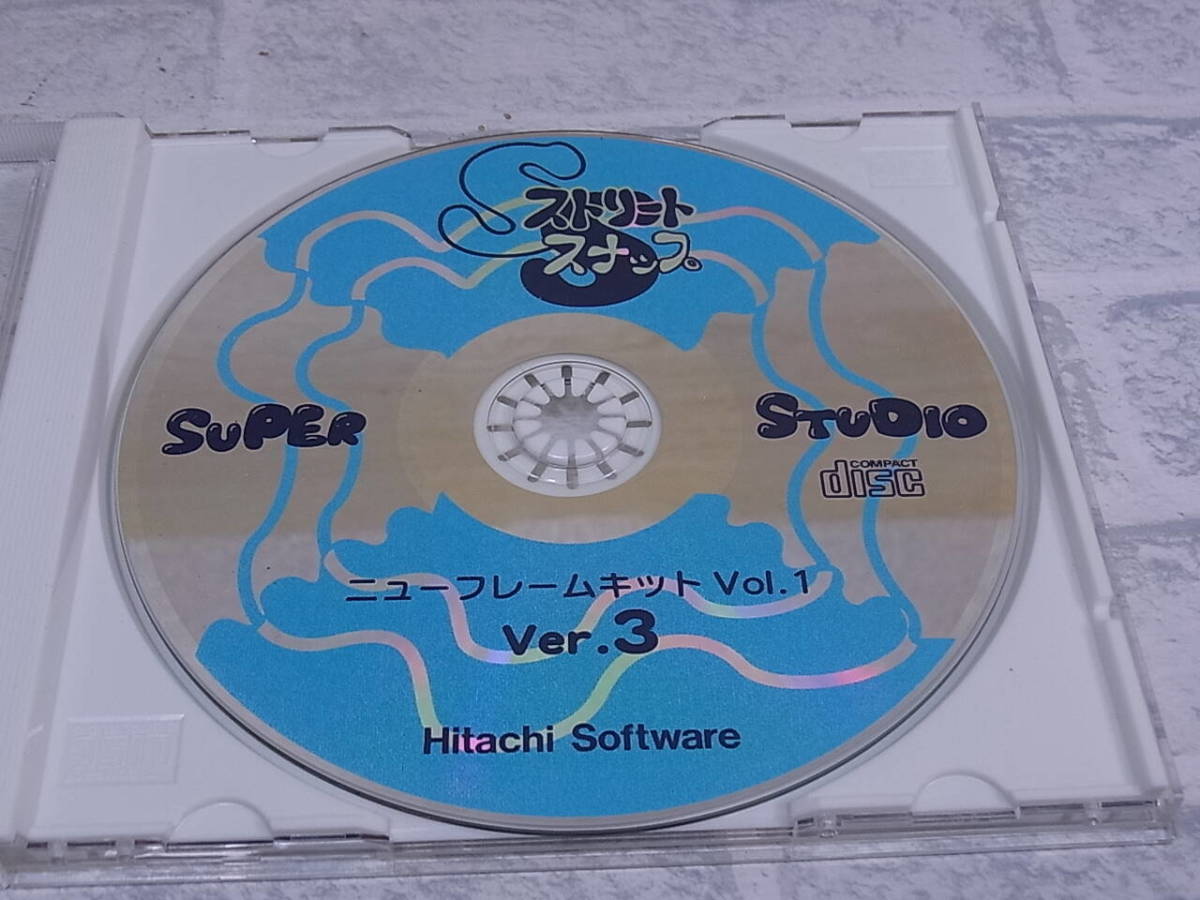 ストリート
スナップ。
SUPER
STUDIO
COMPACT
disc
ニューフレームキット Vol.1
Ver.3
Hitachi Software